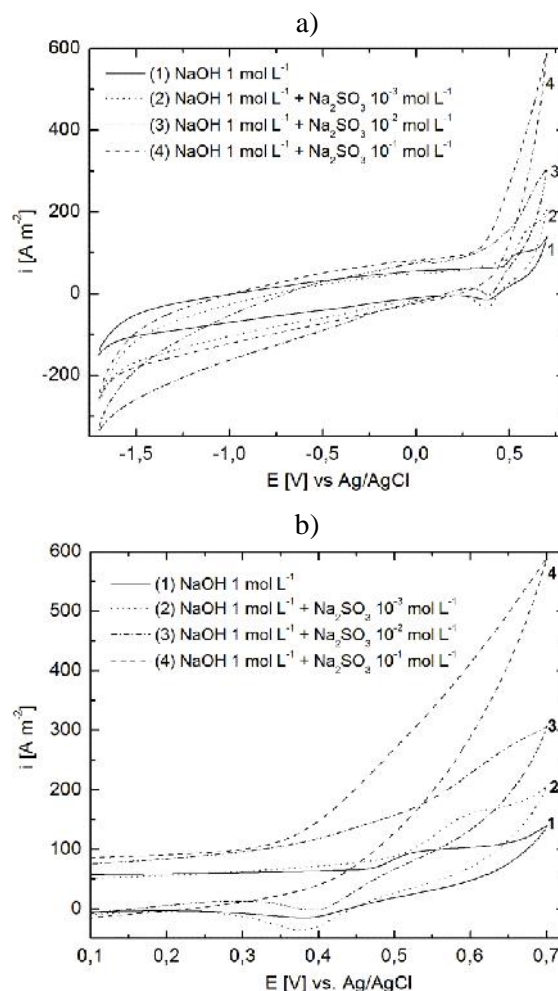 a)
600
400
200
0
-200
i [A m⁻²]
(1) NaOH 1 mol L⁻¹
(2) NaOH 1 mol L⁻¹ + Na₂SO₃ 10⁻³ mol L⁻¹
(3) NaOH 1 mol L⁻¹ + Na₂SO₃ 10⁻² mol L⁻¹
(4) NaOH 1 mol L⁻¹ + Na₂SO₃ 10⁻¹ mol L⁻¹
4
3
2
1
-1,5 -1,0 -0,5 0,0 0,5
E [V] vs Ag/AgCl
b)
600
500
400
300
200
100
0
i [A m⁻²]
(1) NaOH 1 mol L⁻¹
(2) NaOH 1 mol L⁻¹ + Na₂SO₃ 10⁻³ mol L⁻¹
(3) NaOH 1 mol L⁻¹ + Na₂SO₃ 10⁻² mol L⁻¹
(4) NaOH 1 mol L⁻¹ + Na₂SO₃ 10⁻¹ mol L⁻¹
4
3
2
1
0,1 0,2 0,3 0,4 0,5 0,6 0,7
E [V] vs. Ag/AgCl